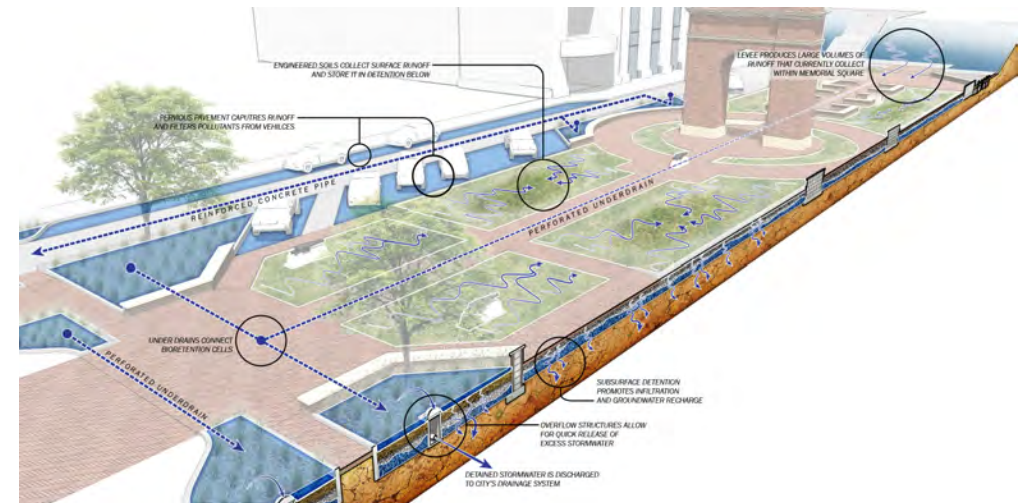 LEVEE PRODUCES LARGE VOLUMES OF
RUNOFF THAT CURRENTLY COLLECT
WITHIN MEMORIAL SQUARE
ENGINEERED SOILS COLLECT SURFACE RUNOFF
AND STORE IT IN DETENTION BELOW
PERVIOUS PAVEMENT CAPUTRES RUNOFF
AND FILTERS POLLUTANTS FROM VEHILCES
REINFORCED CONCRETE PIPE
PERFORATED UNDERDRAIN
UNDER DRAINS CONNECT
BIORETENTION CELLS
PERFORATED UNDERDRAIN
SUBSURFACE DETENTION
PROMOTES INFILTRATION
AND GROUNDWATER RECHARGE
OVERFLOW STRUCTURES ALLOW
FOR QUICK RELEASE OF
EXCESS STORMWATER
DETAINED STORMWATER IS DISCHARGED
TO CITY'S DRAINAGE SYSTEM